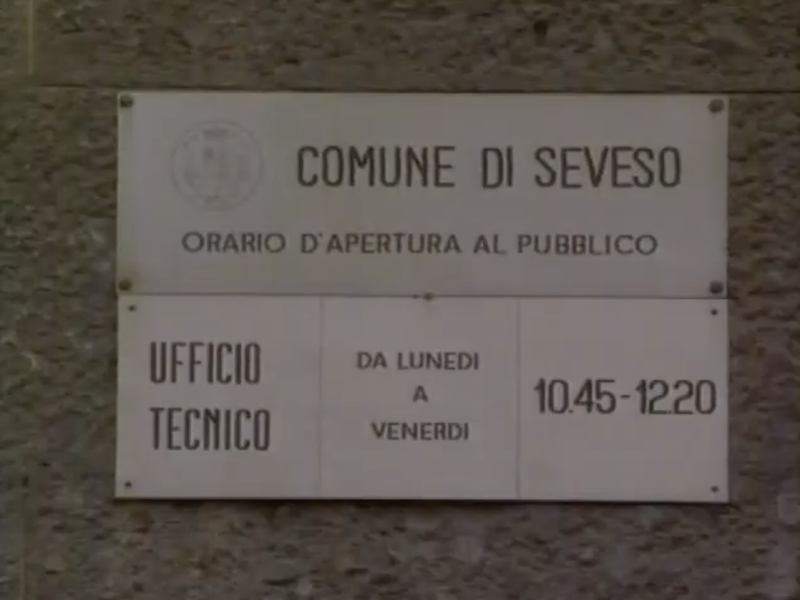 COMUNE DI SEVESO
ORARIO D'APERTURA AL PUBBLICO
UFFICIO
TECNICO
DA LUNEDI
A
VENERDI
10.45-12.20